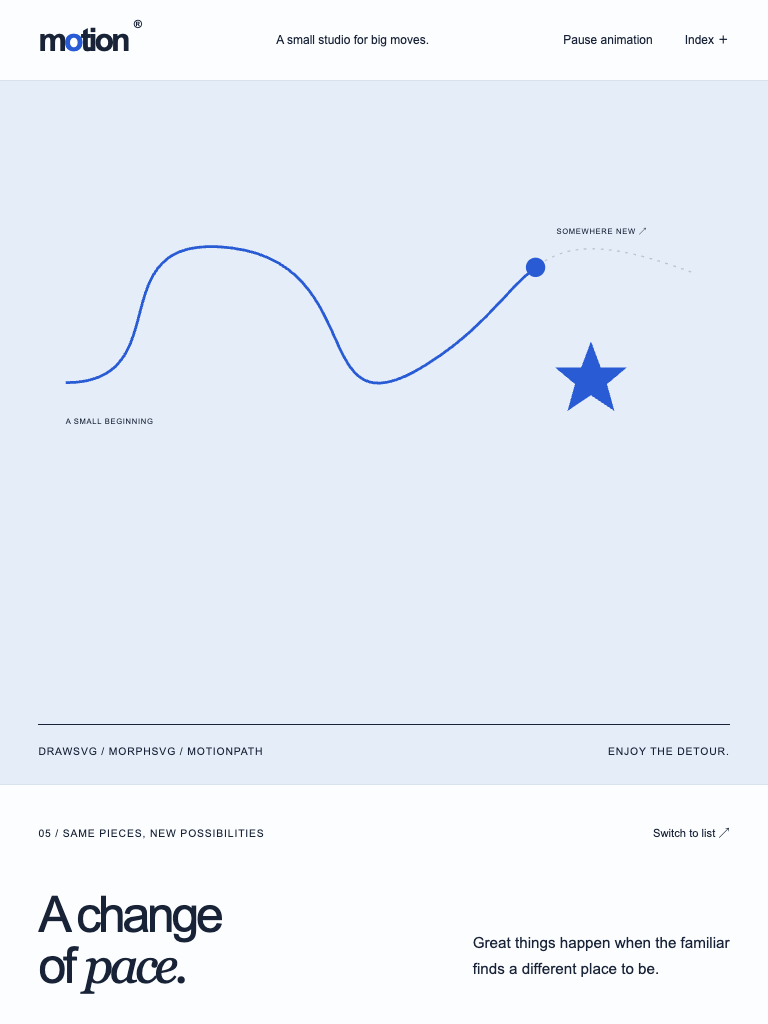 motion ®
A small studio for big moves.
Pause animation
Index +
SOMEWHERE NEW ↗
A SMALL BEGINNING
DRAWSVG / MORPHSVG / MOTIONPATH
ENJOY THE DETOUR.
05 / SAME PIECES, NEW POSSIBILITIES
Switch to list ↗
A change
of pace.
Great things happen when the familiar
finds a different place to be.